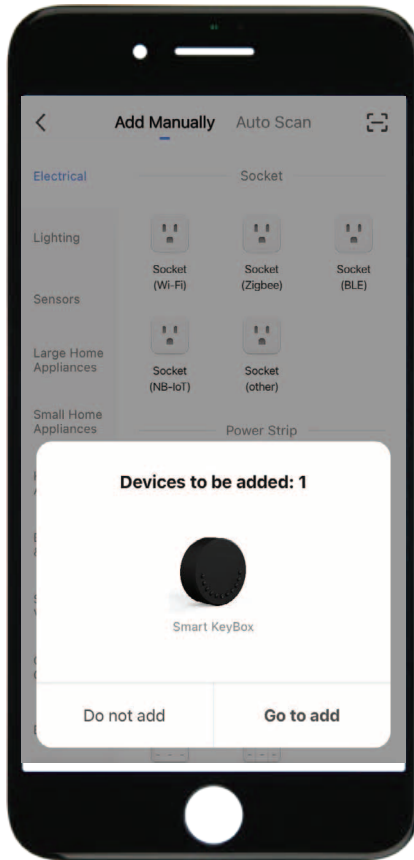 Add Manually Auto Scan
Electrical
Socket
Lighting
Socket
(Wi-Fi)
Socket
(Zigbee)
Socket
(BLE)
Sensors
Large Home
Appliances
Socket
(NB-IoT)
Socket
(other)
Small Home
Appliances
Power Strip
Devices to be added: 1
Smart KeyBox
Do not add
Go to add